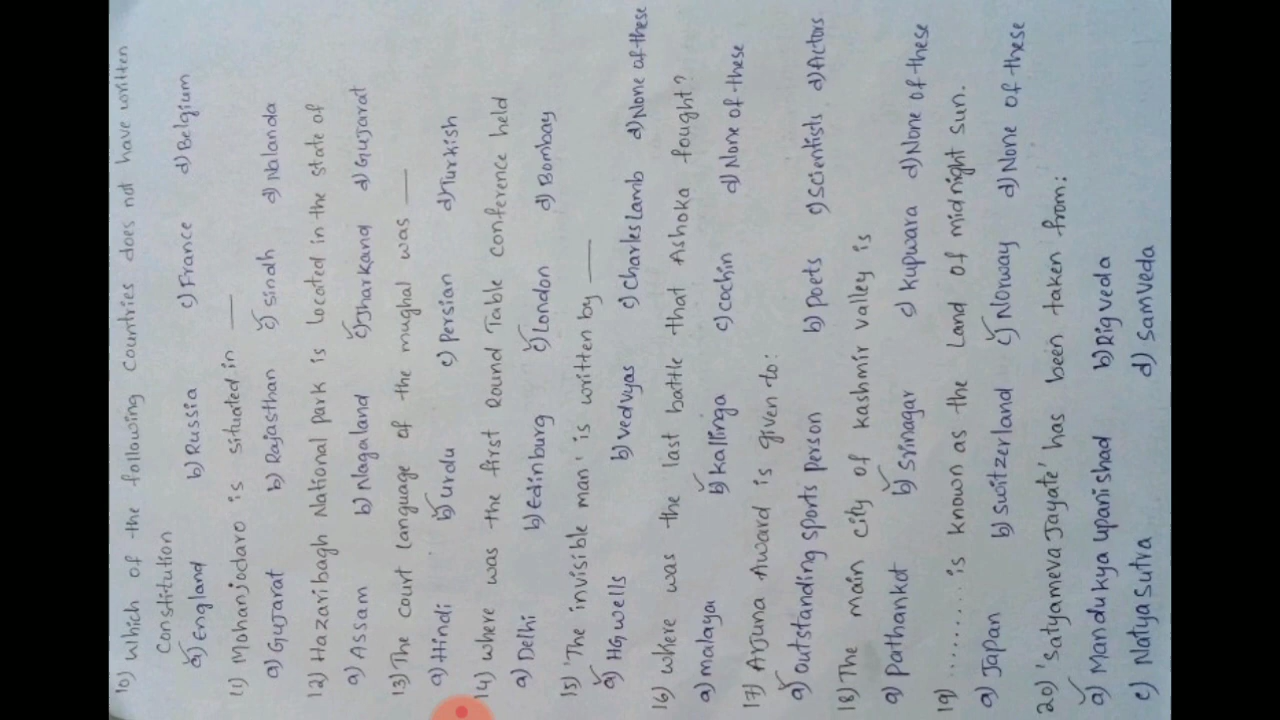 10) Which of the following countries does not have written
Constitution
a) England b) Russia c) France d) Belgium
11) Mohanjodaro is situated in —
a) Gujarat b) Rajasthan c) Sindh d) Nalanda
12) Hazaribagh National Park is Located in the state of
a) Assam b) Nagaland c) Jharkand d) Gujarat
13) The court language of the mughal was —
a) Hindi b) urdu c) persian d) Turkish
14) where was the first Round Table Conference held
a) Delhi b) Edinburg c) London d) Bombay
15) 'The invisible man' is written by —
a) HG wells b) vedvyas c) Charles Lamb d) None of these
16) where was the last battle that Ashoka fought?
a) malaya b) kallinga c) cochin d) None of these
17) Arjuna Award is given to:
a) Outstanding sports person b) poets c) scientists d) Actors
18) The main city of kashmir valley is
a) Pathankot b) Srinagar c) kupwara d) None of these
19) .......... is known as the Land of midnight sun.
a) Japan b) switzerland c) Norway d) None of these
20) 'Satyameva Jayate' has been taken from:
a) Mandukya upanishad b) Rigveda
c) Natya Sutra d) Samveda